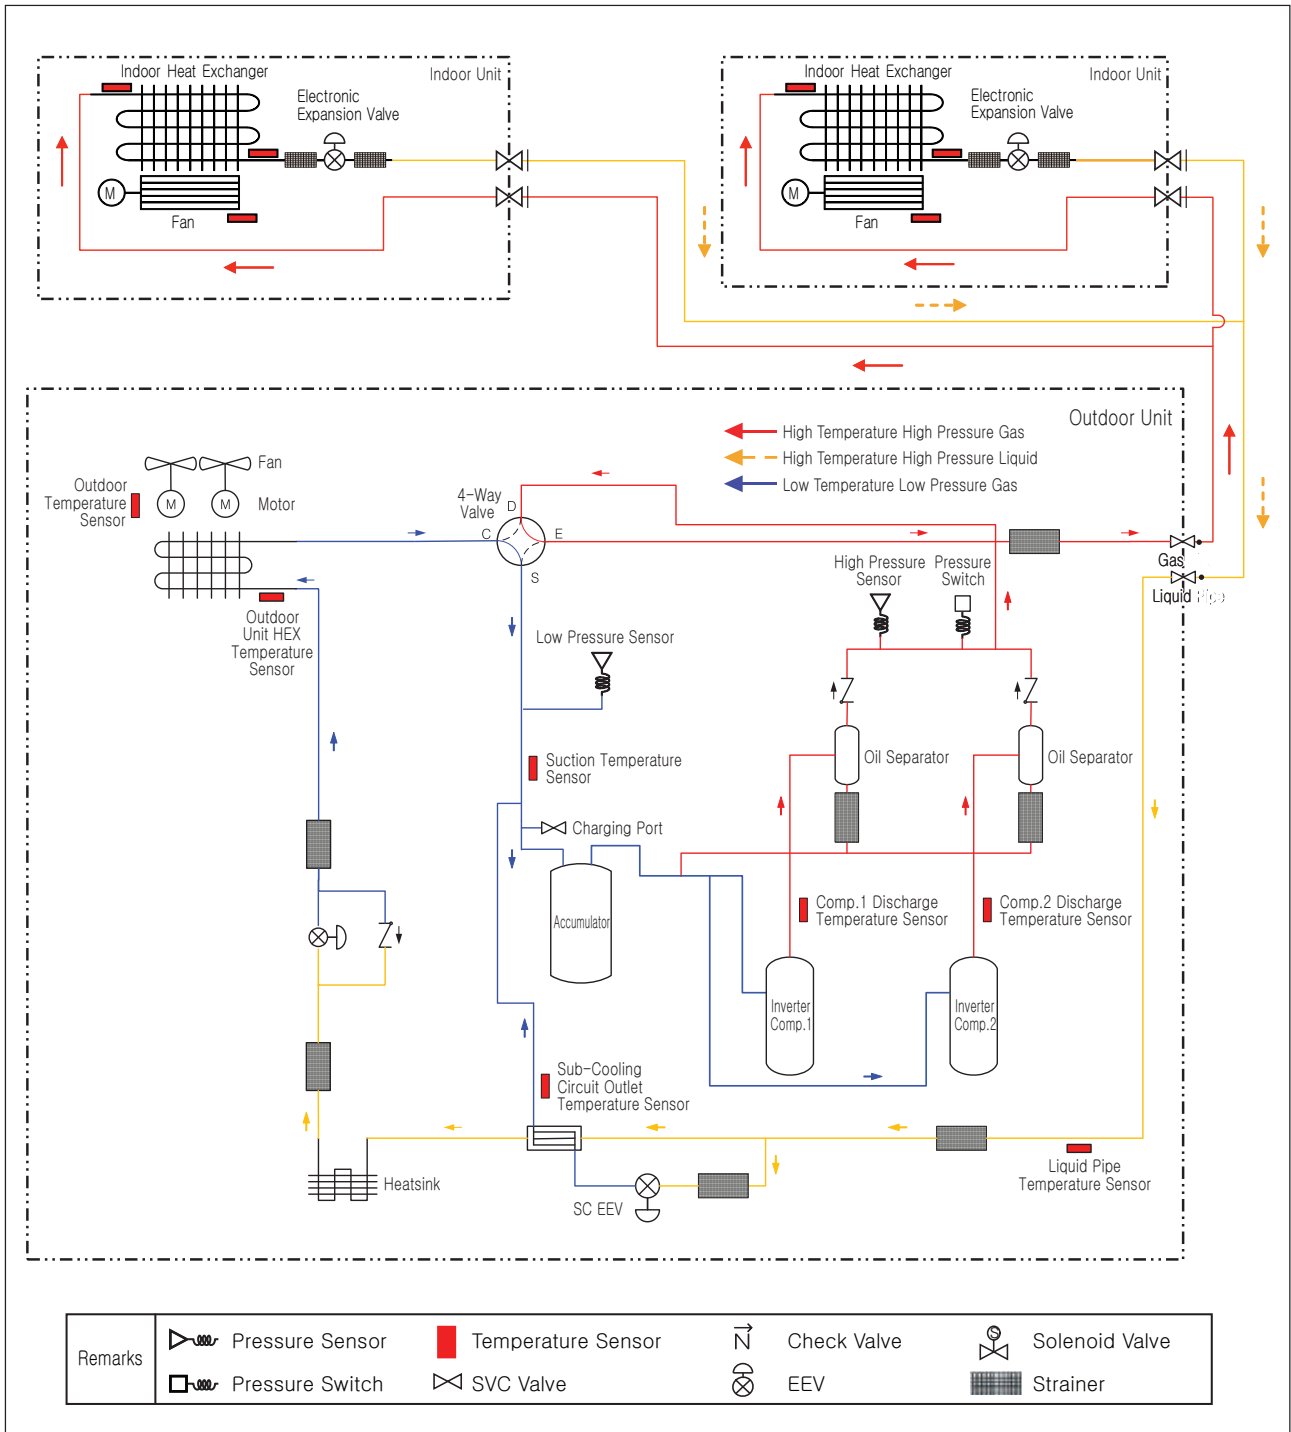 Indoor Heat Exchanger
Indoor Unit
Electronic
Expansion Valve
M
Fan
Indoor Heat Exchanger
Indoor Unit
Electronic
Expansion Valve
M
Fan
Outdoor Unit
High Temperature High Pressure Gas
High Temperature High Pressure Liquid
Low Temperature Low Pressure Gas
Outdoor
Temperature
Sensor
Fan
M
M
Motor
4-Way
Valve
D
C
E
S
High Pressure
Sensor
Pressure
Switch
Gas
Liquid Pipe
Outdoor
Unit HEX
Temperature
Sensor
Low Pressure Sensor
Suction Temperature
Sensor
Oil Separator
Oil Separator
Charging Port
Accumulator
Comp.1 Discharge
Temperature Sensor
Comp.2 Discharge
Temperature Sensor
Inverter
Comp.1
Inverter
Comp.2
Sub-Cooling
Circuit Outlet
Temperature Sensor
Heatsink
SC EEV
Liquid Pipe
Temperature Sensor
Remarks
Pressure Sensor
Temperature Sensor
Check Valve
S
Solenoid Valve
Pressure Switch
SVC Valve
EEV
Strainer